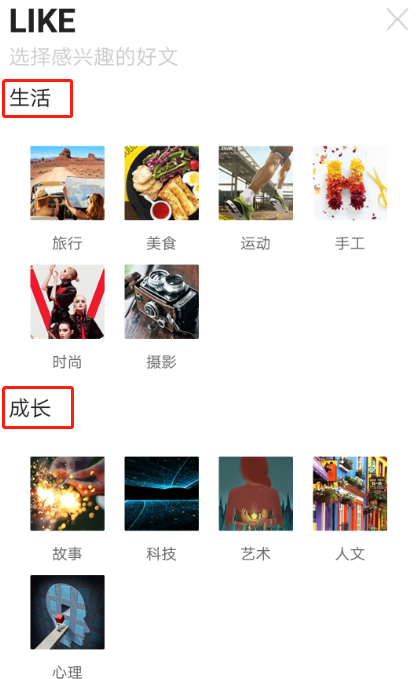 LIKE
选择感兴趣的好文
生活
旅行 美食 运动 手工
时尚 摄影
成长
故事 科技 艺术 人文
心理